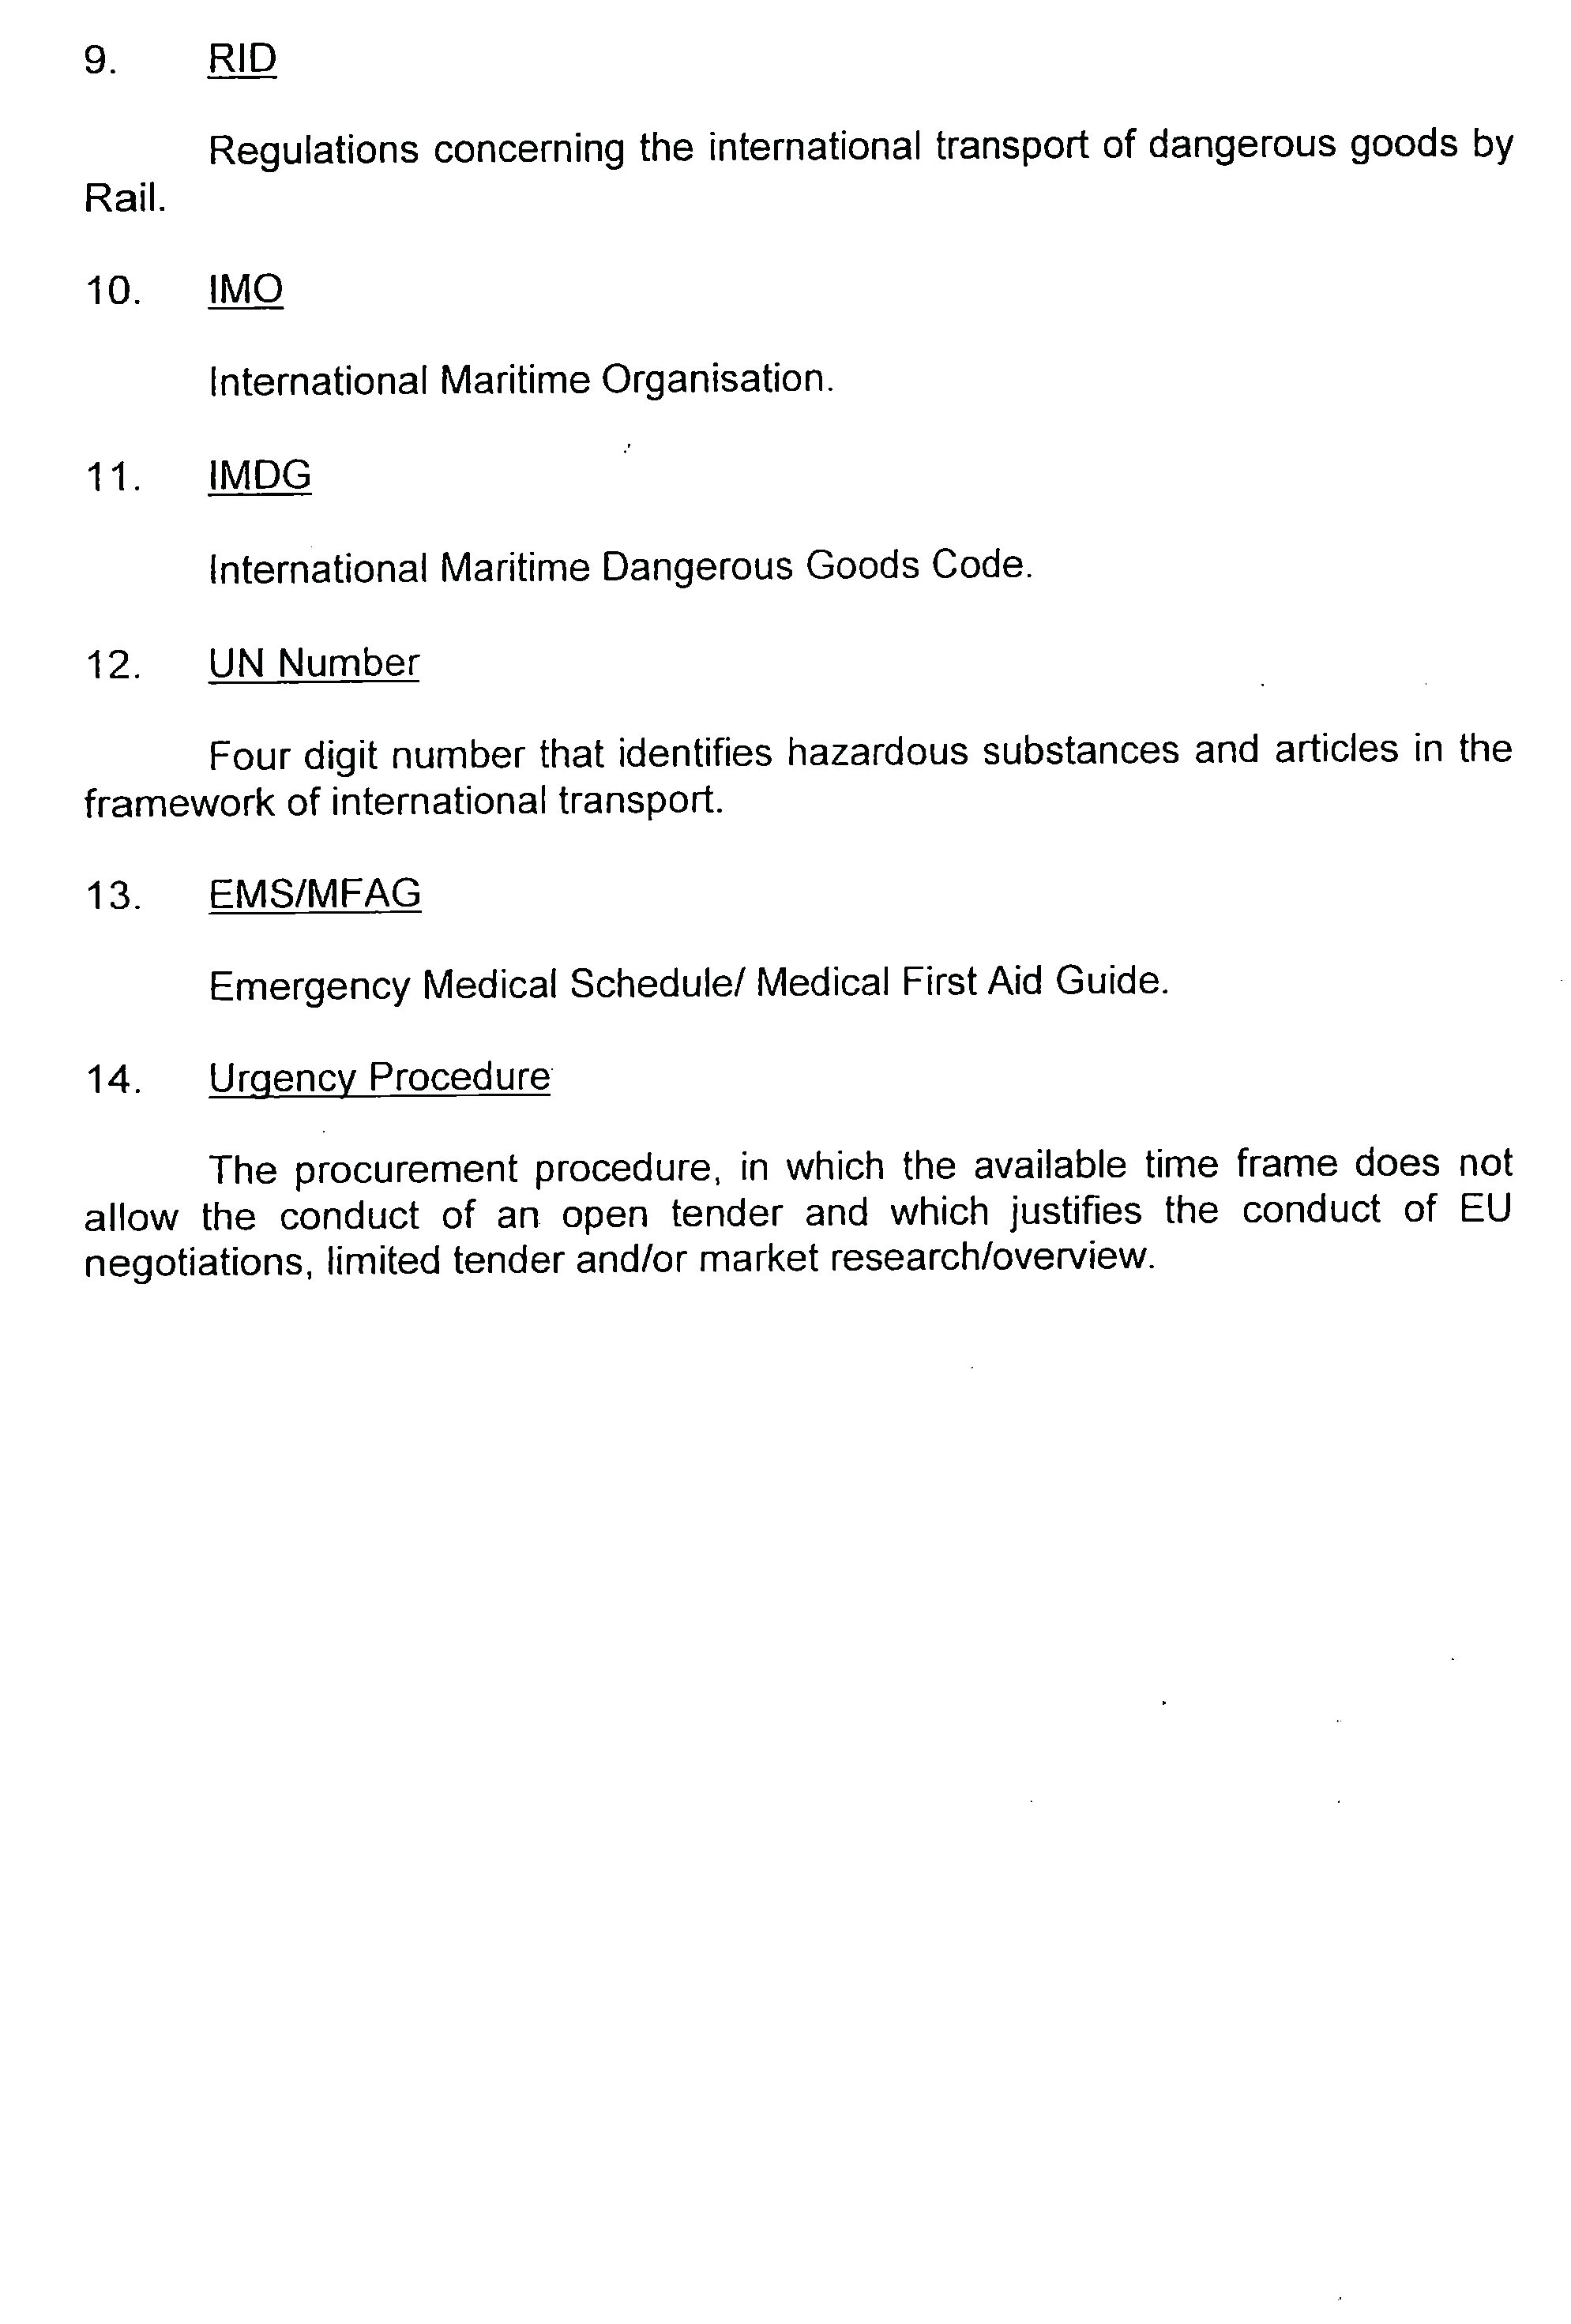 9. RID
Regulations concerning the international transport of dangerous goods by
Rail.
10. IMO
International Maritime Organisation.
11. IMDG
International Maritime Dangerous Goods Code.
12. UN Number
Four digit number that identifies hazardous substances and articles in the
framework of international transport.
13. EMS/MFAG
Emergency Medical Schedule/ Medical First Aid Guide.
14. Urgency Procedure
The procurement procedure, in which the available time frame does not
allow the conduct of an open tender and which justifies the conduct of EU
negotiations, limited tender and/or market research/overview.